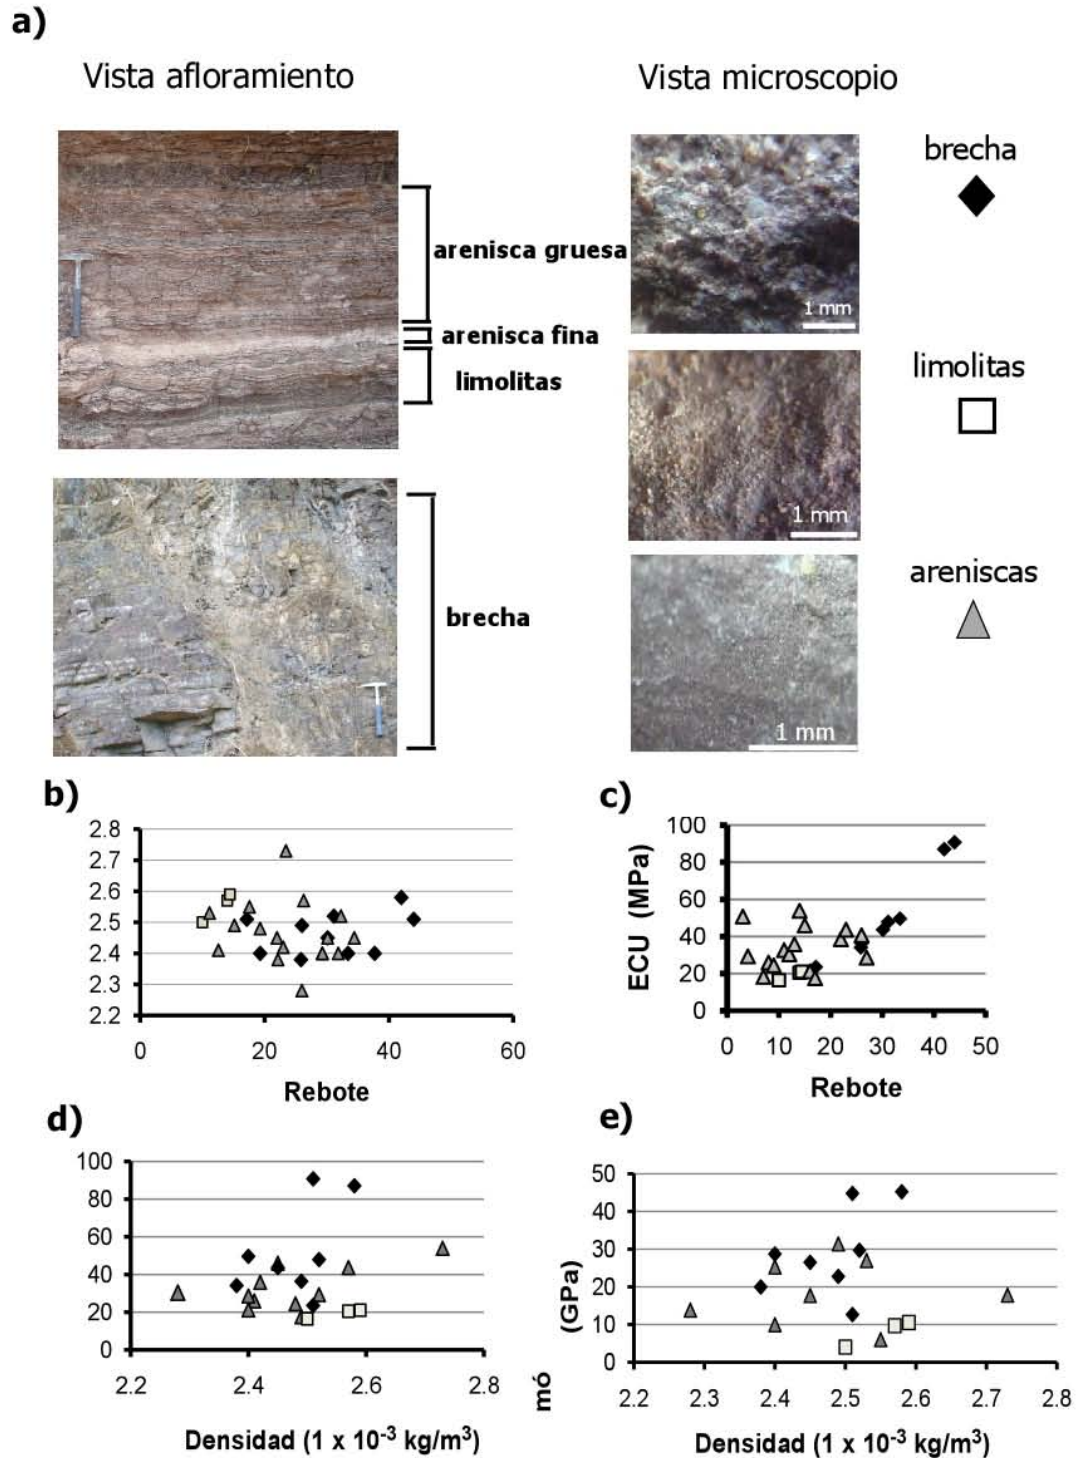 a)
Vista afloramiento
Vista microscopio
brecha
arenisca gruesa
1 mm
arenisca fina
limolitas
limolitas
1 mm
areniscas
brecha
1 mm
b)
2.8
2.7
2.6
2.5
2.4
2.3
2.2
0 20 40 60
Rebote
c)
ECU (MPa)
100
80
60
40
20
0
0 10 20 30 40 50
Rebote
d)
100
80
60
40
20
0
2.2 2.4 2.6 2.8
Densidad (1 x 10⁻³ kg/m³)
e)
mó
(GPa)
50
40
30
20
10
0
2.2 2.3 2.4 2.5 2.6 2.7 2.8
Densidad (1 x 10⁻³ kg/m³)